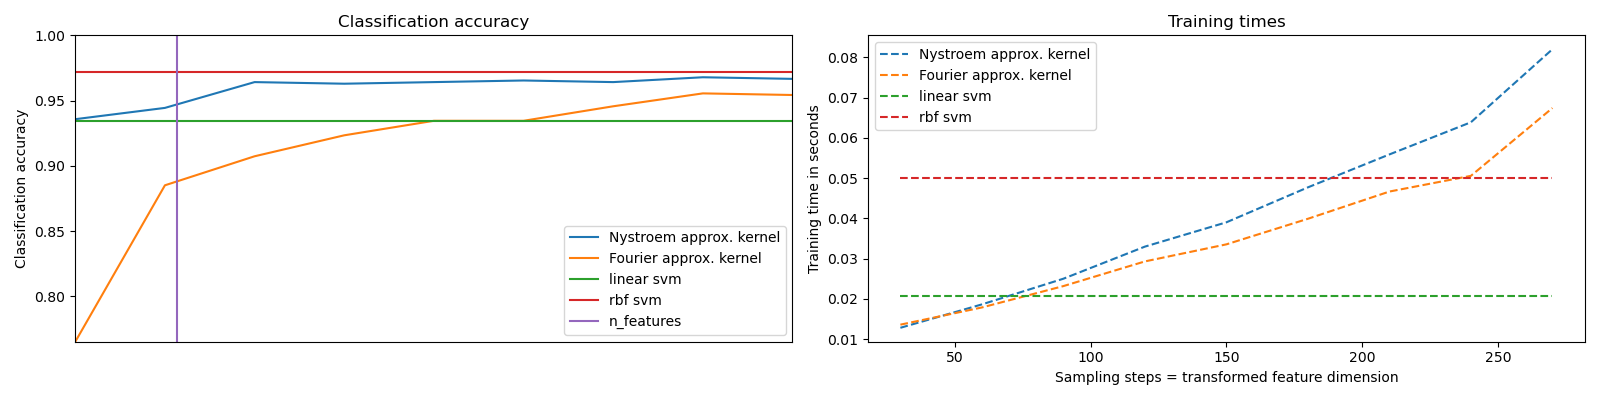 Classification accuracy
Classification accuracy
1.00
0.95
0.90
0.85
0.80
Nystroem approx. kernel
Fourier approx. kernel
linear svm
rbf svm
n_features
Training times
Training time in seconds
0.08
0.07
0.06
0.05
0.04
0.03
0.02
0.01
Nystroem approx. kernel
Fourier approx. kernel
linear svm
rbf svm
50
100
150
200
250
Sampling steps = transformed feature dimension